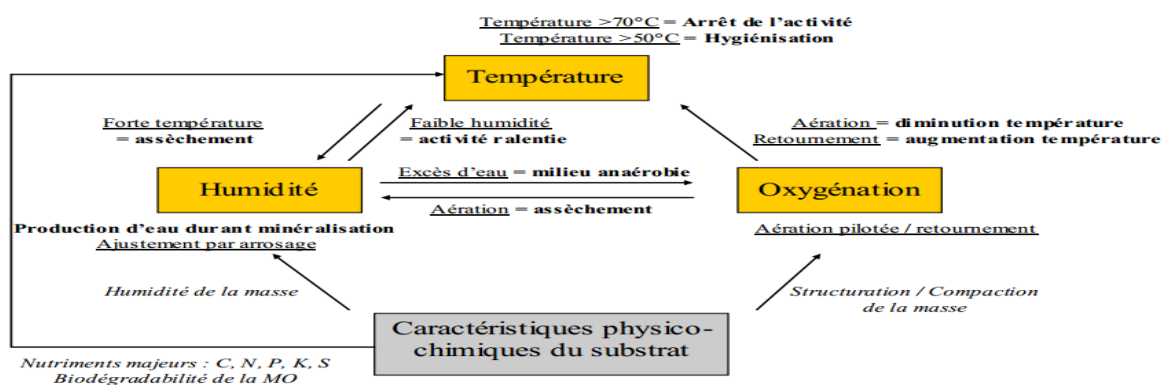 Température >70°C = Arrêt de l'activité
Température >50°C = Hygiénisation
Température
Forte température
= assèchement
Faible humidité
= activité ralentie
Aération = diminution température
Retournement = augmentation température
Humidité
Excès d'eau = milieu anaérobie
Aération = assèchement
Oxygénation
Production d'eau durant minéralisation
Ajustement par arrosage
Aération pilotée / retournement
Humidité de la masse
Structuration / Compaction
de la masse
Caractéristiques physico-
chimiques du substrat
Nutriments majeurs : C, N, P, K, S
Biodégradabilité de la MO